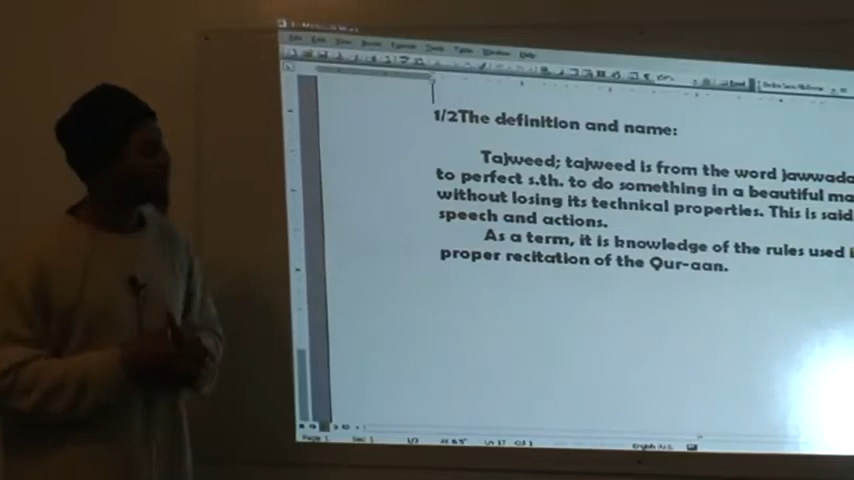 1/2The definition and name:
Tajweed; tajweed is from the word jawwada
to perfect s.th. to do something in a beautiful ma
without losing its technical properties. This is said
speech and actions.
As a term, it is knowledge of the rules used i
proper recitation of the Qur-aan.